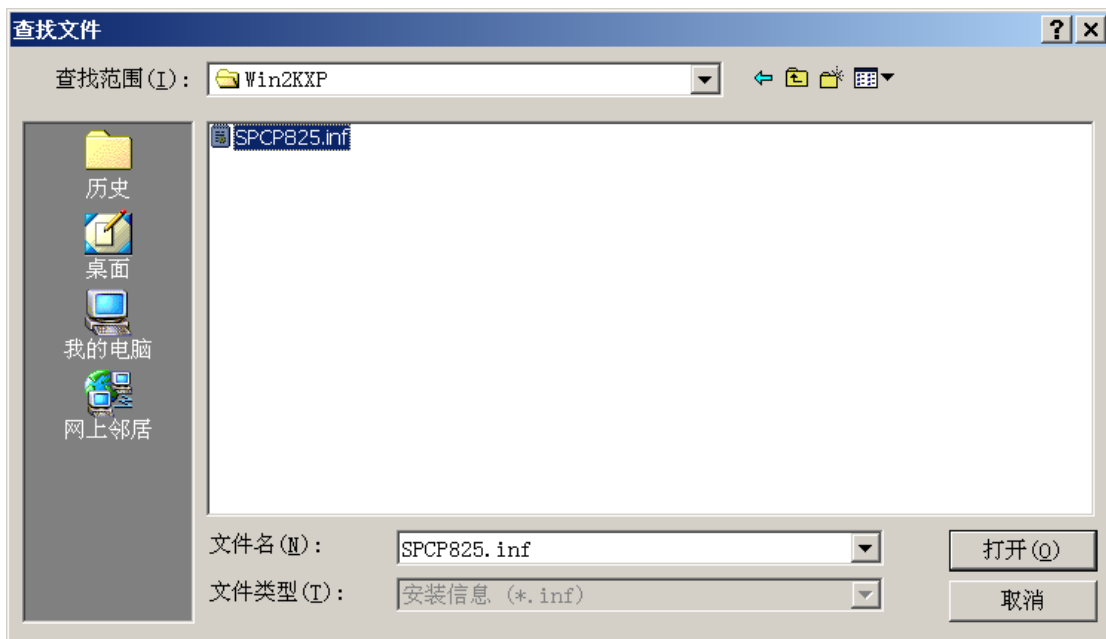 查找文件
查找范围(I):
Win2KXP
SPCP825.inf
历史
桌面
我的电脑
网上邻居
文件名(N):
SPCP825.inf
打开(O)
文件类型(T):
安装信息 (*.inf)
取消